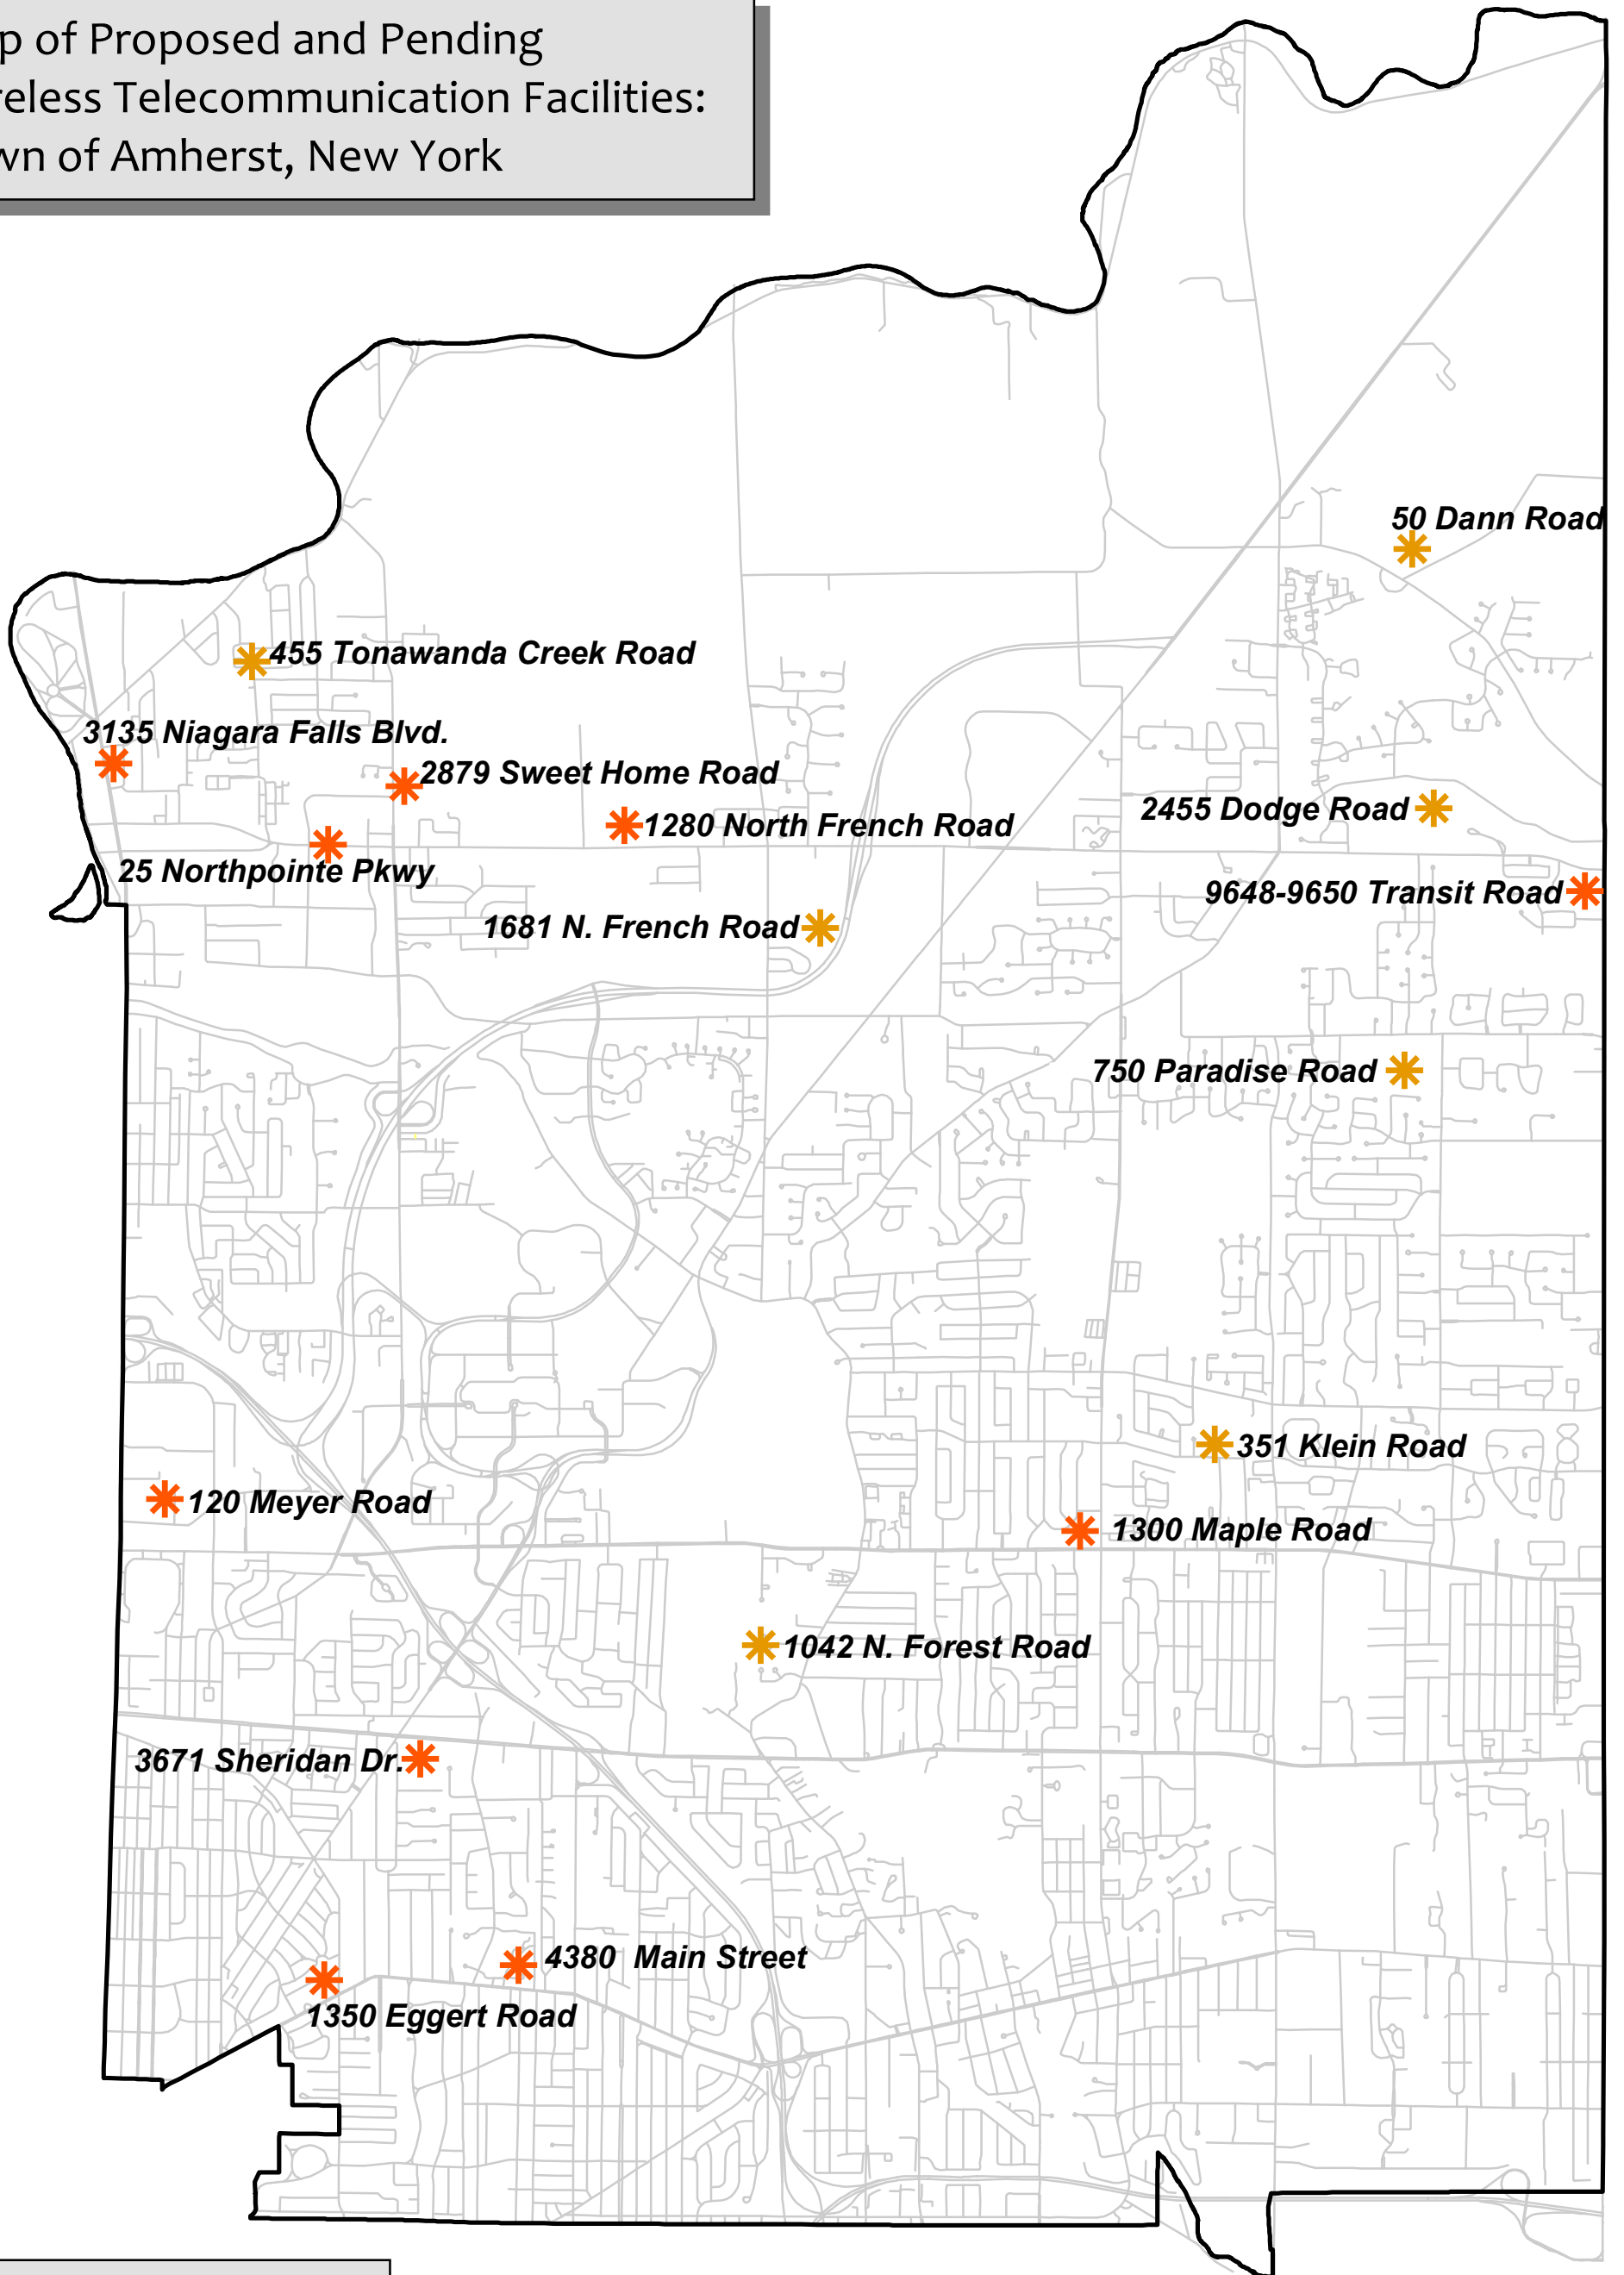 p of Proposed and Pending
reless Telecommunication Facilities:
wn of Amherst, New York
50 Dann Road
455 Tonawanda Creek Road
3135 Niagara Falls Blvd.
2879 Sweet Home Road
2455 Dodge Road
1280 North French Road
25 Northpointe Pkwy
9648-9650 Transit Road
1681 N. French Road
750 Paradise Road
351 Klein Road
120 Meyer Road
1300 Maple Road
1042 N. Forest Road
3671 Sheridan Dr.
4380  Main Street
1350 Eggert Road